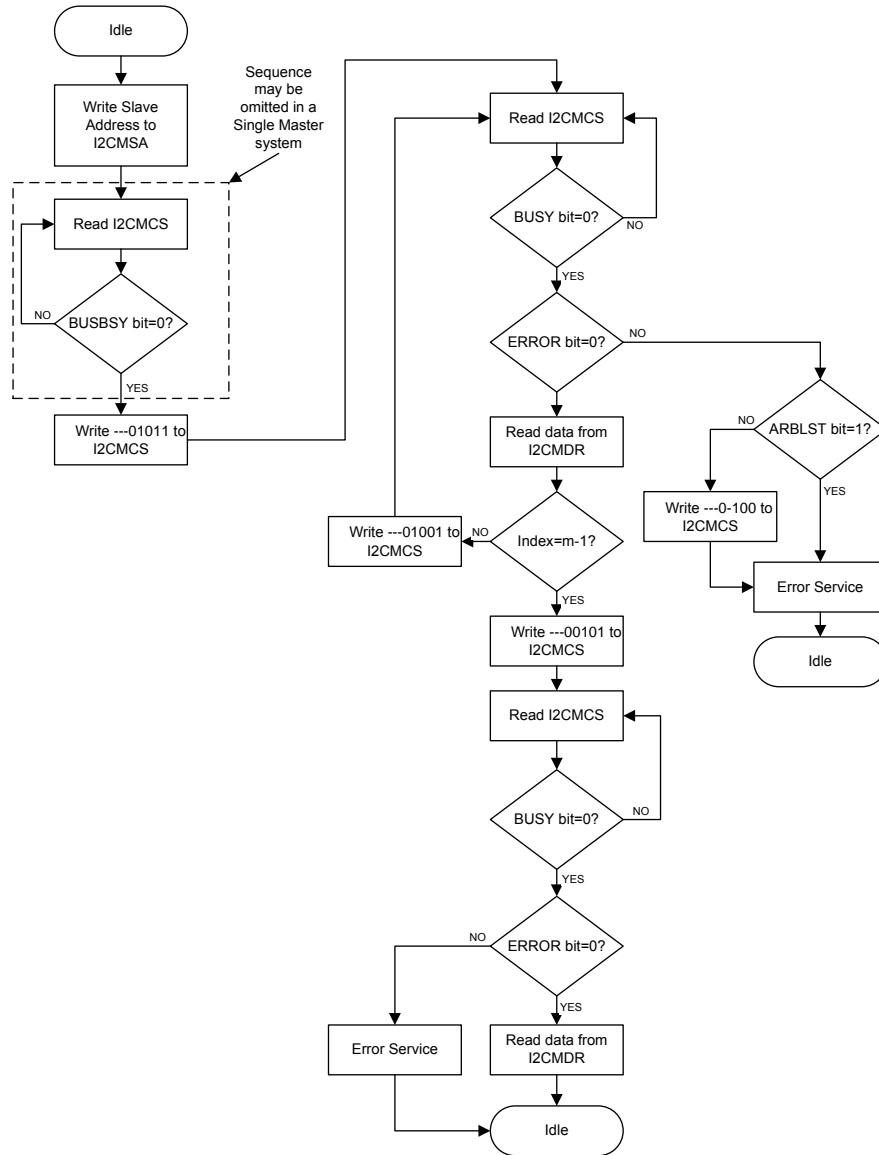 Idle
Write Slave
Address to
I2CMSA
Sequence
may be
omitted in a
Single Master
system
Read I2CMCS
BUSBSY bit=0?
NO
YES
Write ---01011 to
I2CMCS
Read I2CMCS
BUSY bit=0?
NO
YES
ERROR bit=0?
NO
YES
ARBLST bit=1?
NO
YES
Write ---0-100 to
I2CMCS
Error Service
Idle
Read data from
I2CMDR
Index=m-1?
NO
Write ---01001 to
I2CMCS
YES
Write ---00101 to
I2CMCS
Read I2CMCS
BUSY bit=0?
NO
YES
ERROR bit=0?
NO
YES
Error Service
Read data from
I2CMDR
Idle